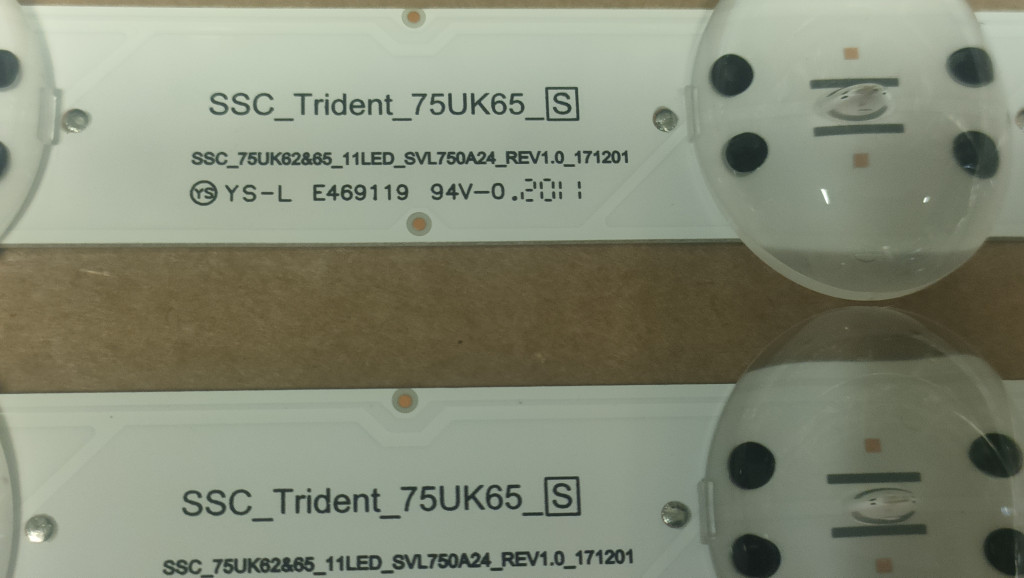 SSC_Trident_75UK65_S
SSC_75UK62&65_11LED_SVL750A24_REV1.0_171201
YS YS-L E469119 94V-0.2011
SSC_Trident_75UK65_S
SSC_75UK62&65_11LED_SVL750A24_REV1.0_171201